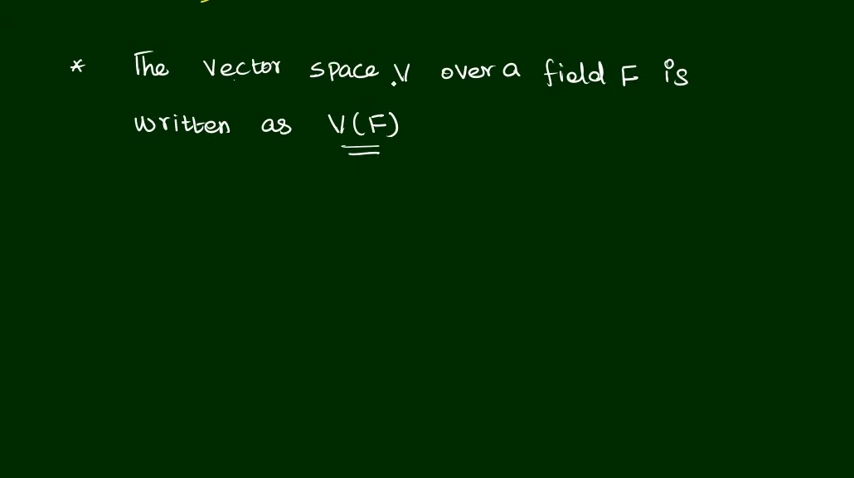 * The vector space V over a field F is
written as V(F)